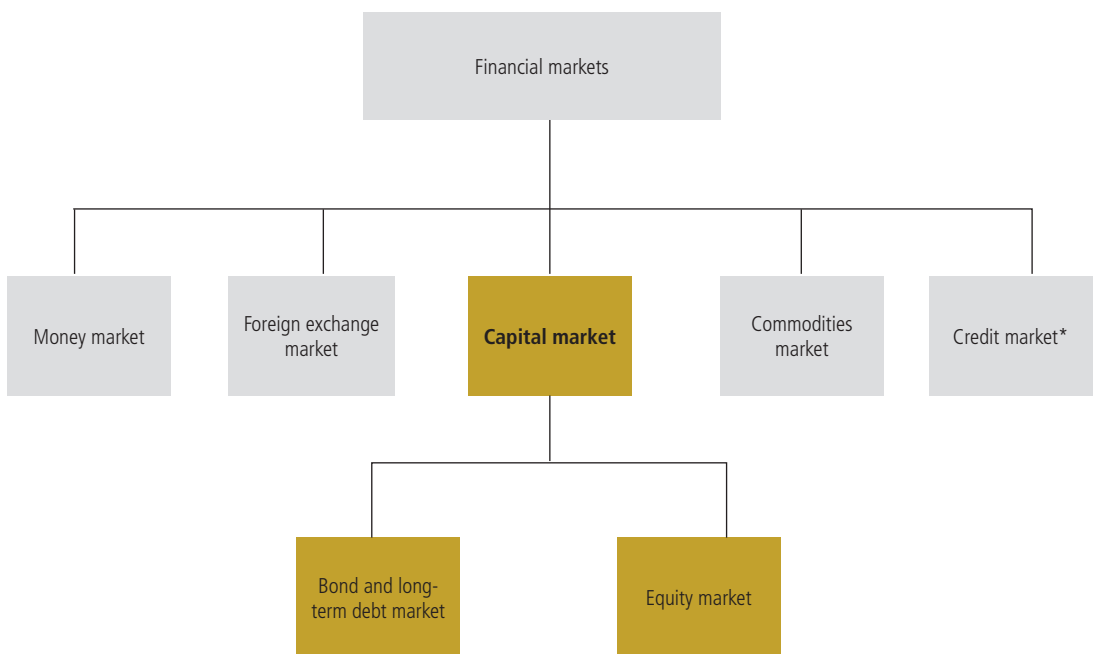 Financial markets
Money market
Foreign exchange
market
Capital market
Commodities
market
Credit market*
Bond and long-
term debt market
Equity market